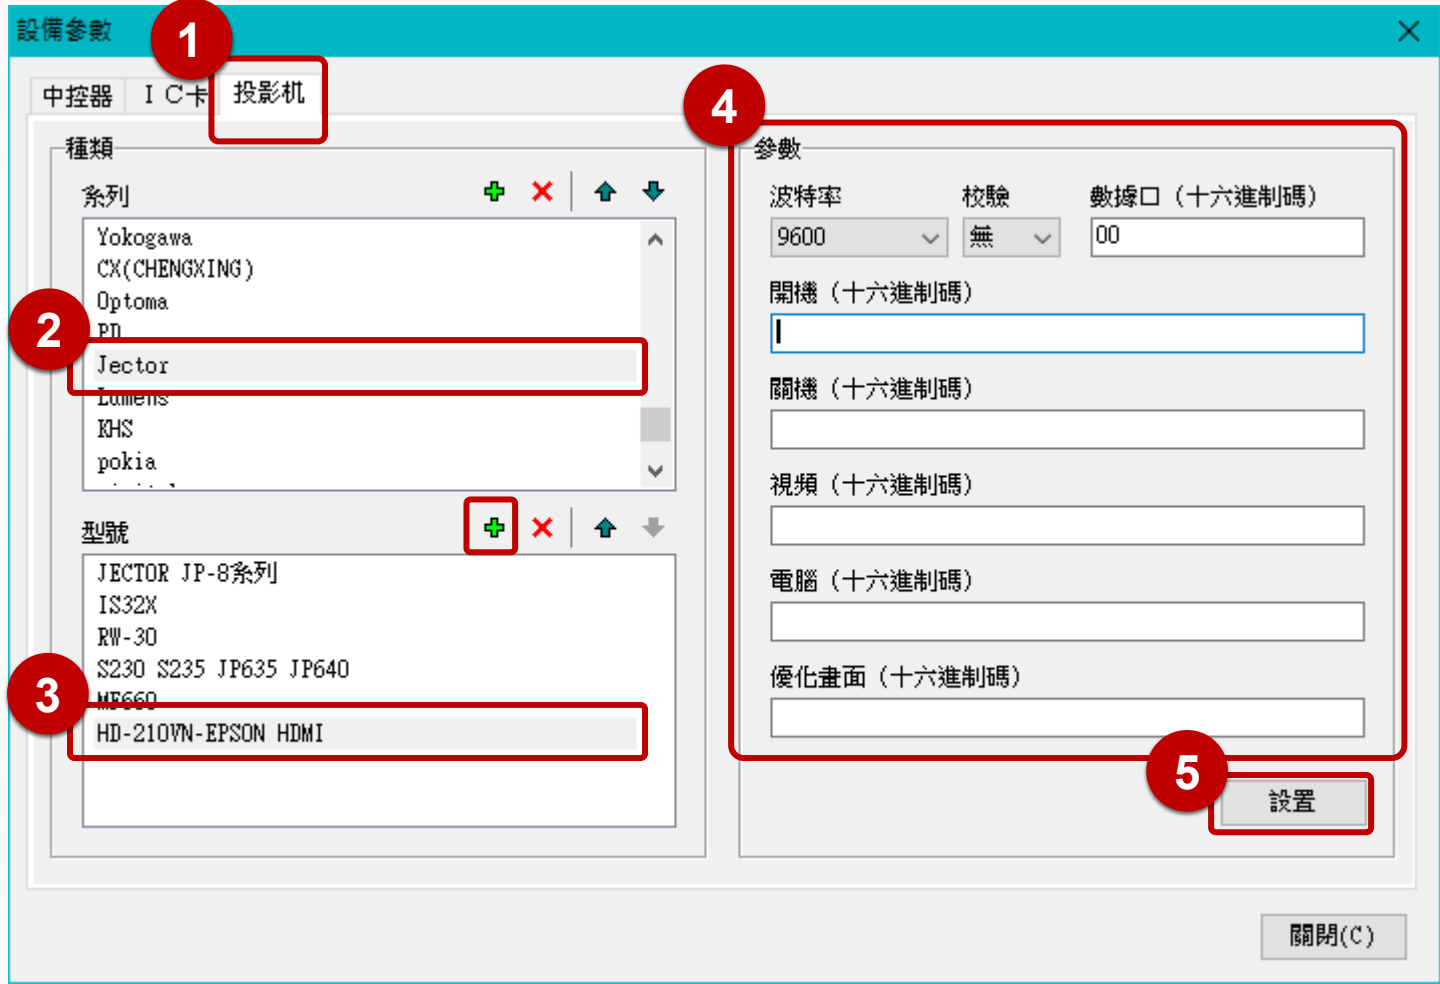 設備參數
1
中控器
ＩＣ卡
投影机
4
種類
系列
Yokogawa
CX(CHENGXING)
Optoma
PD
2
Jector
Lumens
KHS
pokia
型號
JECTOR JP-8系列
IS32X
RW-30
S230 S235 JP635 JP640
3
HD-210VN-EPSON HDMI
參數
波特率
校驗
數據口（十六進制碼）
9600
無
00
開機（十六進制碼）
關機（十六進制碼）
視頻（十六進制碼）
電腦（十六進制碼）
優化畫面（十六進制碼）
5
設置
關閉(C)